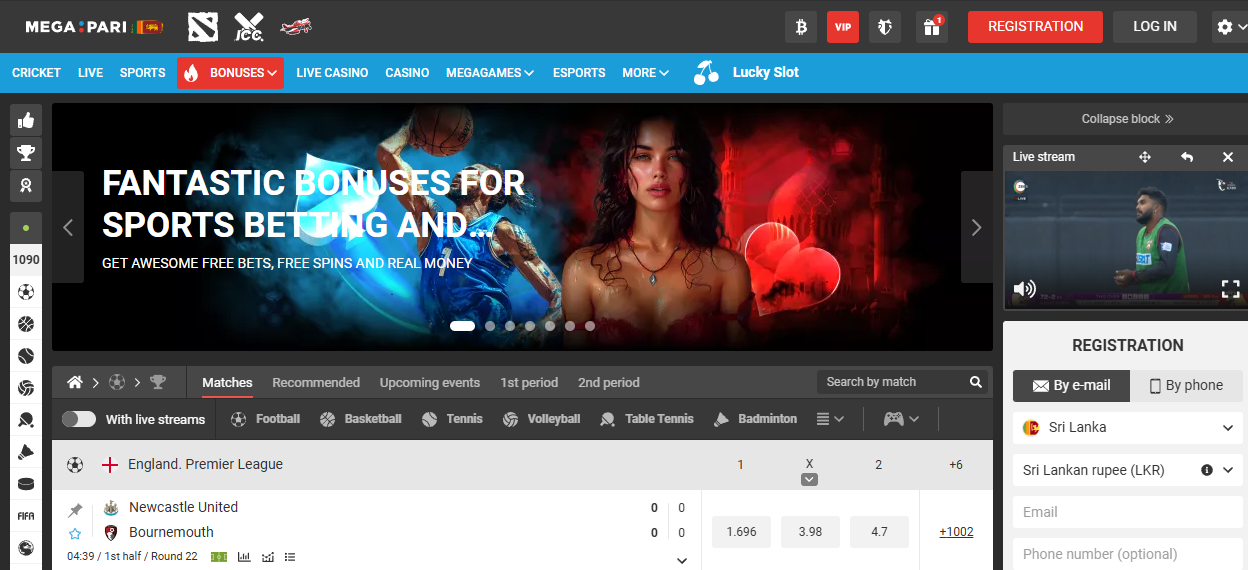 MEGA:PARI
ICC
VIP
1
REGISTRATION
LOG IN
CRICKET
LIVE
SPORTS
BONUSES
LIVE CASINO
CASINO
MEGAGAMES
ESPORTS
MORE
Lucky Slot
FANTASTIC BONUSES FOR
SPORTS BETTING AND...
GET AWESOME FREE BETS, FREE SPINS AND REAL MONEY
Collapse block
Live stream
LIVE
1090
FIFA
REGISTRATION
By e-mail
By phone
Sri Lanka
Sri Lankan rupee (LKR)
Email
Phone number (optional)
Matches
Recommended
Upcoming events
1st period
2nd period
Search by match
With live streams
Football
Basketball
Tennis
Volleyball
Table Tennis
Badminton
England. Premier League
1
X
2
+6
Newcastle United
0
0
Bournemouth
0
0
1.696
3.98
4.7
+1002
04:39 / 1st half / Round 22